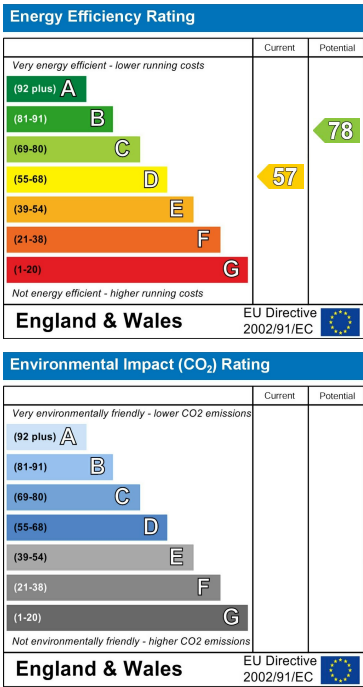 Energy Efficiency Rating
Current Potential
Very energy efficient - lower running costs
(92 plus) A
(81-91) B
(69-80) C
(55-68) D
(39-54) E
(21-38) F
(1-20) G
57
78
Not energy efficient - higher running costs
England & Wales
EU Directive
2002/91/EC
Environmental Impact (CO₂) Rating
Current Potential
Very environmentally friendly - lower CO2 emissions
(92 plus) A
(81-91) B
(69-80) C
(55-68) D
(39-54) E
(21-38) F
(1-20) G
Not environmentally friendly - higher CO2 emissions
England & Wales
EU Directive
2002/91/EC